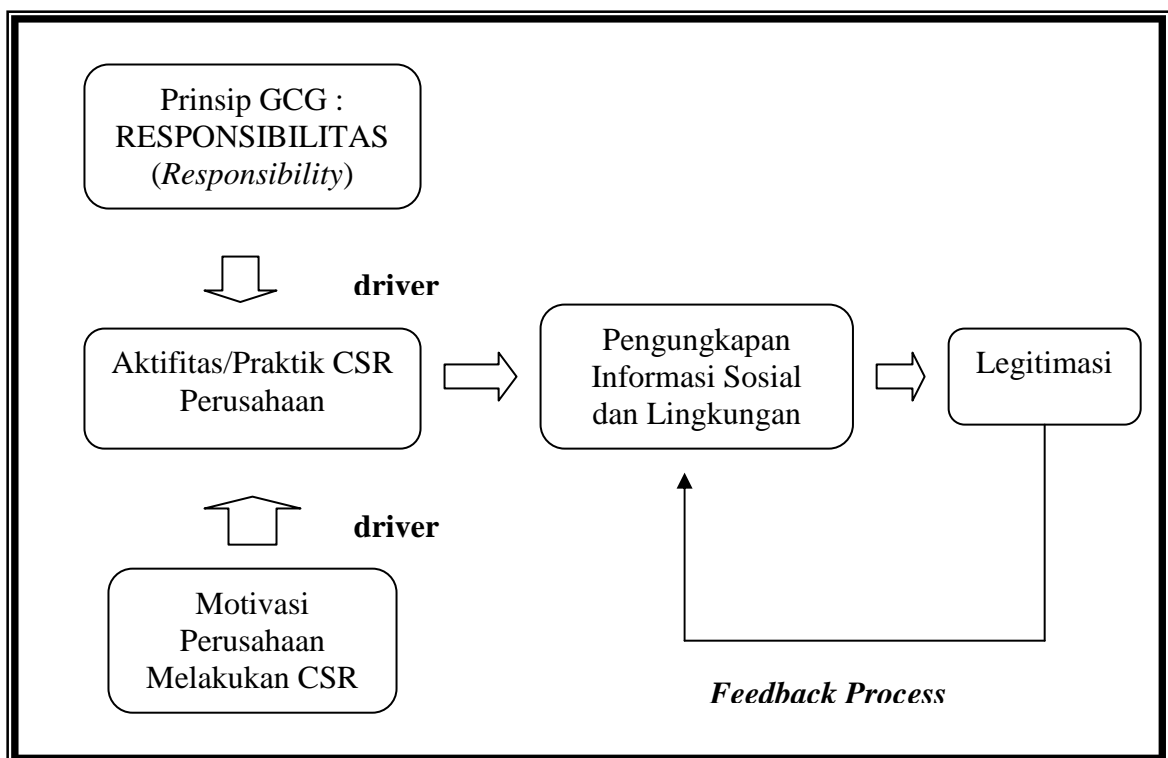 Prinsip GCG :
RESPONSIBILITAS
(Responsibility)
driver
Aktifitas/Praktik CSR
Perusahaan
Pengungkapan
Informasi Sosial
dan Lingkungan
Legitimasi
driver
Motivasi
Perusahaan
Melakukan CSR
Feedback Process